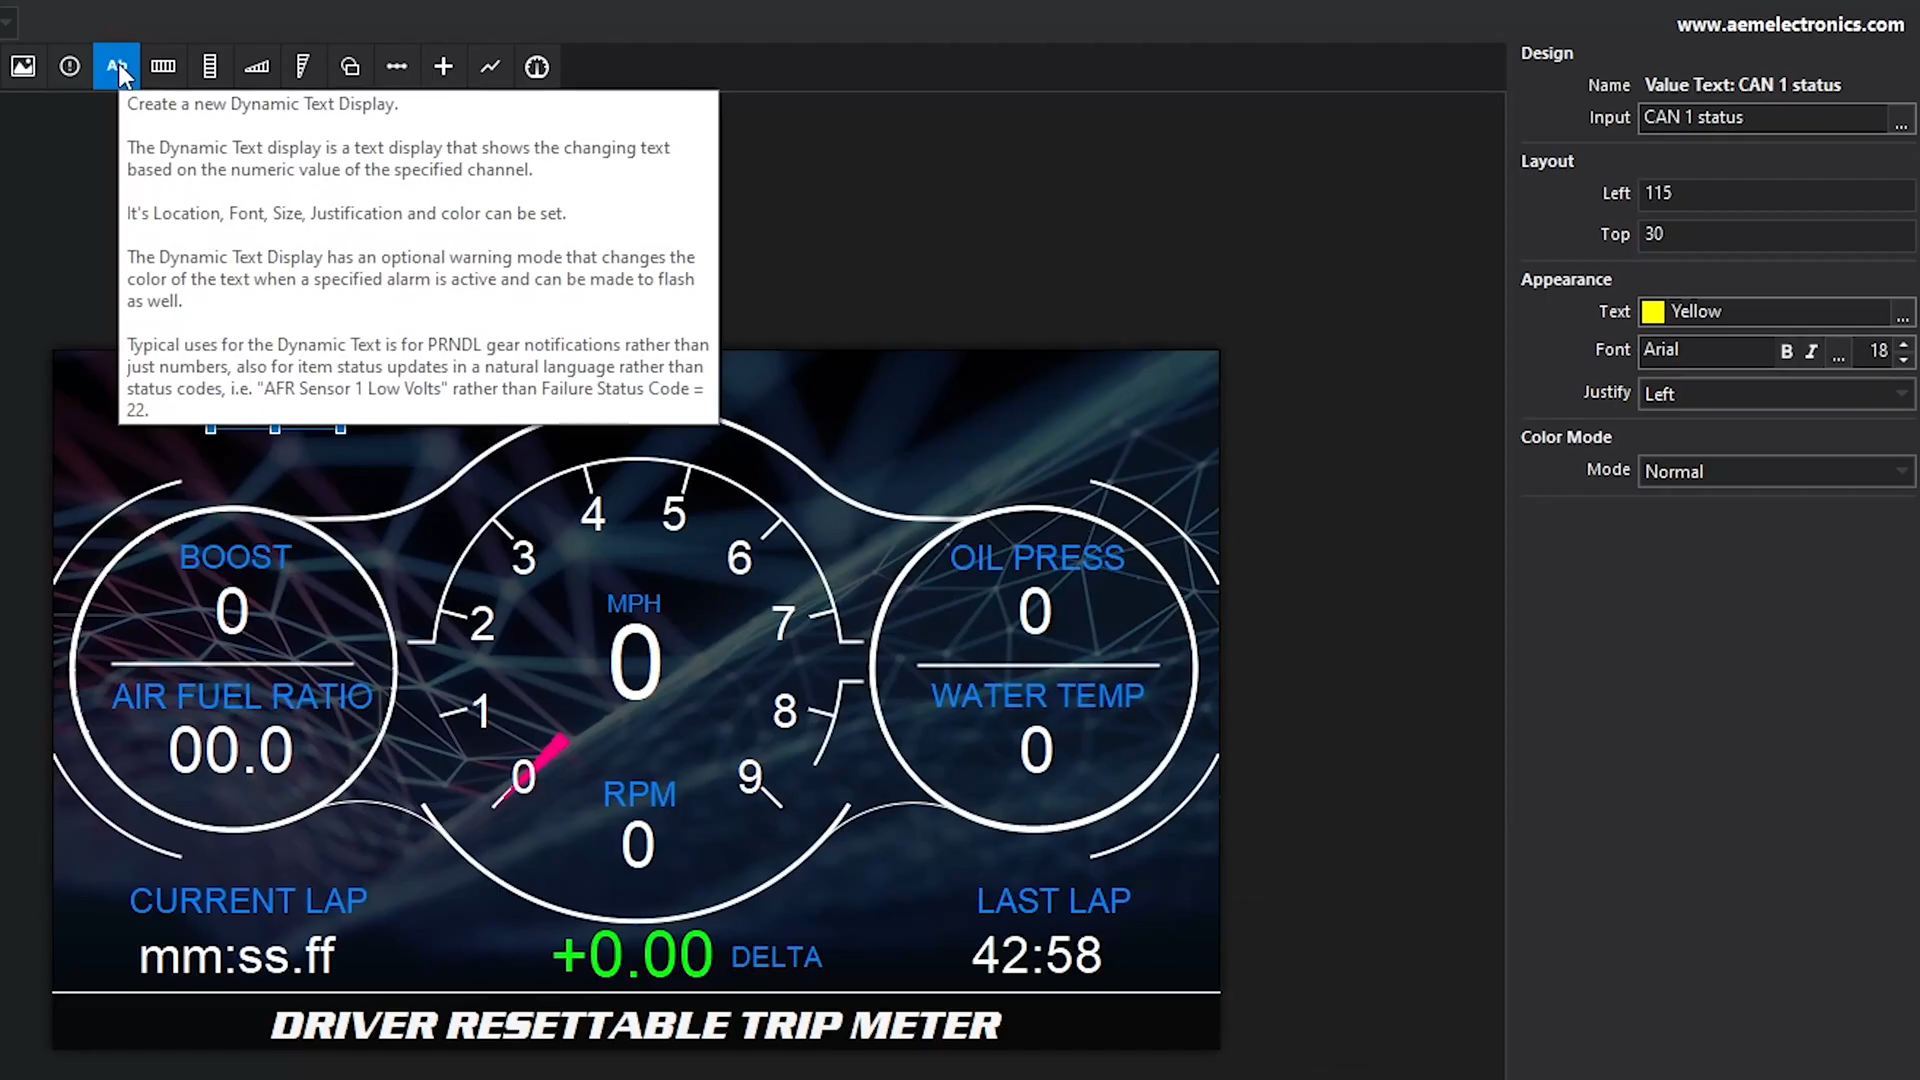 www.aemelectronics.com
Create a new Dynamic Text Display.
The Dynamic Text display is a text display that shows the changing text
based on the numeric value of the specified channel.
It's Location, Font, Size, Justification and color can be set.
The Dynamic Text Display has an optional warning mode that changes the
color of the text when a specified alarm is active and can be made to flash
as well.
Typical uses for the Dynamic Text is for PRNDL gear notifications rather than
just numbers, also for item status updates in a natural language rather than
status codes, i.e. "AFR Sensor 1 Low Volts" rather than Failure Status Code =
22.
Design
Name Value Text: CAN 1 status
Input CAN 1 status ...
Layout
Left 115
Top 30
Appearance
Text Yellow ...
Font Arial B I ... 18
Justify Left
Color Mode
Mode Normal
BOOST
0
AIR FUEL RATIO
00.0
0
1
2
3
4
5
6
7
8
9
MPH
0
RPM
0
OIL PRESS
0
WATER TEMP
0
CURRENT LAP
mm:ss.ff
+0.00 DELTA
LAST LAP
42:58
DRIVER RESETTABLE TRIP METER